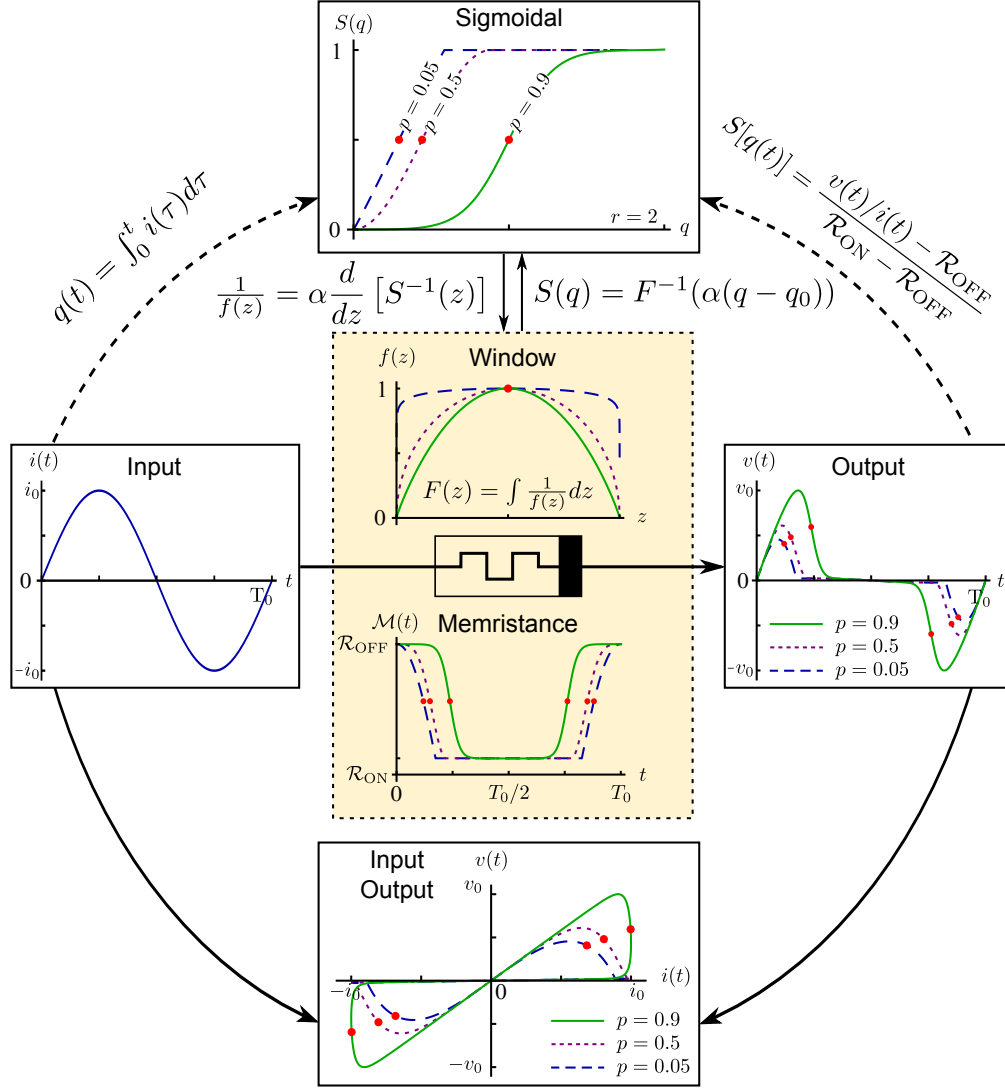 Sigmoidal
S(q)
1
p = 0.05
p = 0.5
p = 0.9
0
r = 2
q
q(t) = ∫₀ᵗ i(τ)dτ
S[q(t)] = (v(t)/i(t) − ℛ_OFF)/(ℛ_ON − ℛ_OFF)
1/f(z) = α d/dz [S⁻¹(z)]
S(q) = F⁻¹(α(q − q₀))
Window
f(z)
1
F(z) = ∫ 1/f(z) dz
0
z
Input
i(t)
i₀
0
T₀
t
−i₀
Output
v(t)
v₀
0
T₀
t
p = 0.9
p = 0.5
p = 0.05
−v₀
Memristance
ℳ(t)
ℛ_OFF
ℛ_ON
0
T₀/2
T₀
t
Input
Output
v(t)
v₀
−i₀
0
i₀
i(t)
p = 0.9
p = 0.5
p = 0.05
−v₀